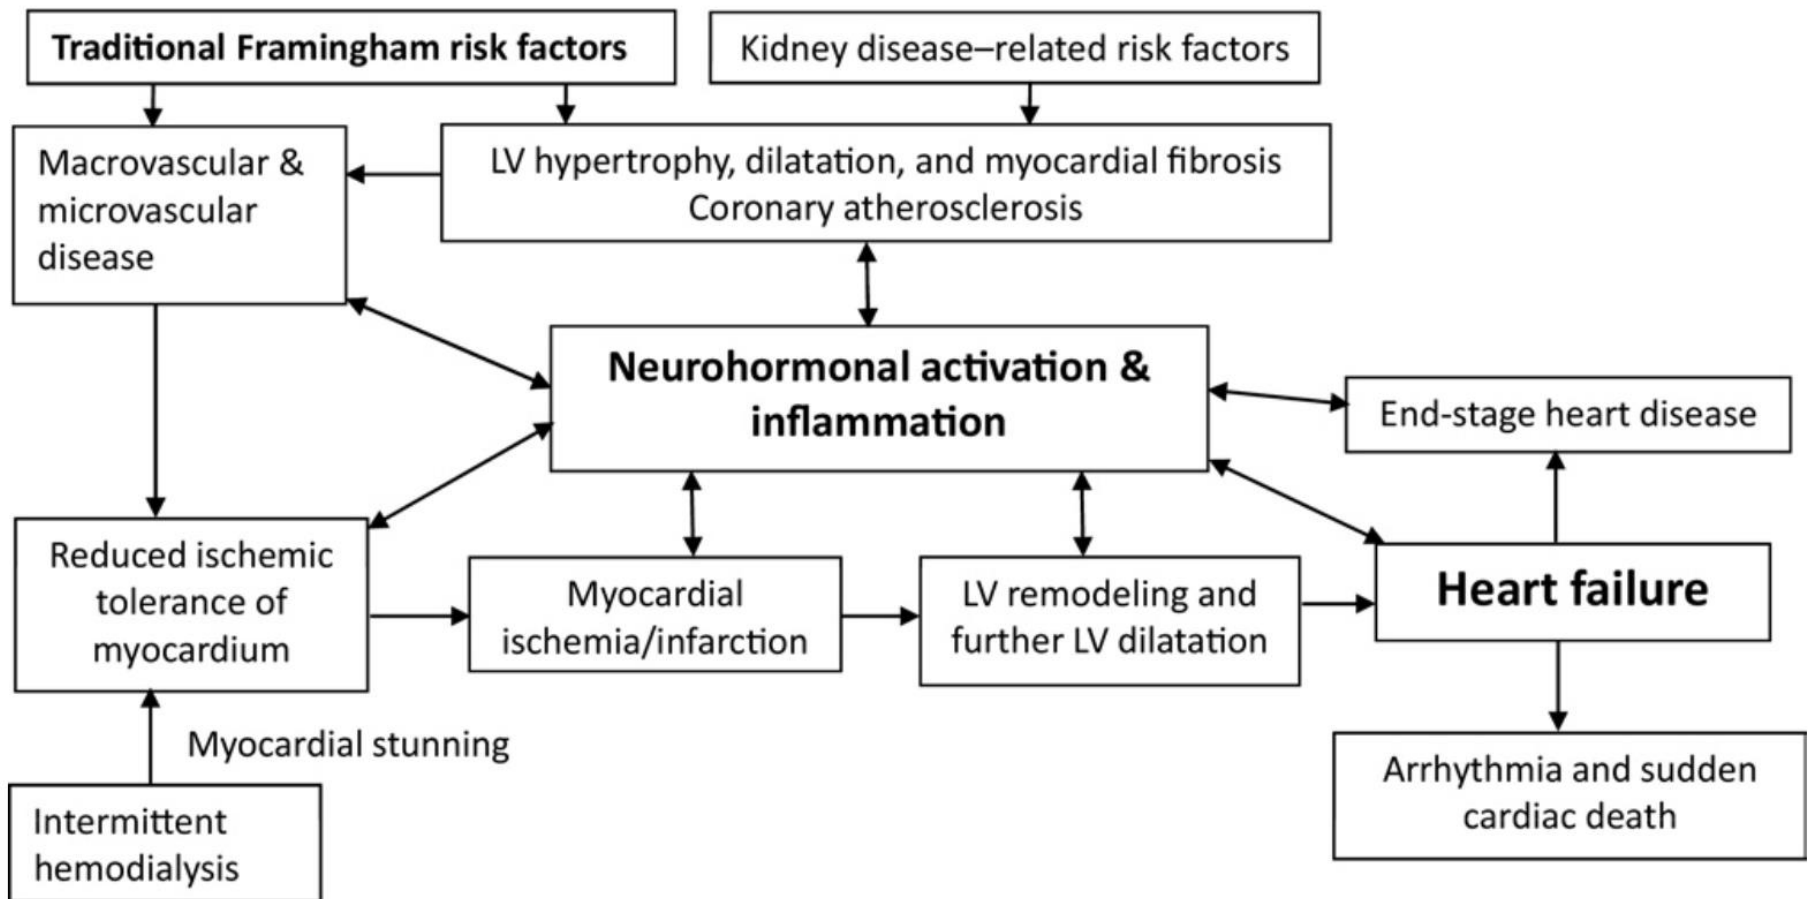 Traditional Framingham risk factors
Kidney disease–related risk factors
Macrovascular &
microvascular
disease
LV hypertrophy, dilatation, and myocardial fibrosis
Coronary atherosclerosis
Neurohormonal activation &
inflammation
End-stage heart disease
Reduced ischemic
tolerance of
myocardium
Myocardial
ischemia/infarction
LV remodeling and
further LV dilatation
Heart failure
Myocardial stunning
Arrhythmia and sudden
cardiac death
Intermittent
hemodialysis